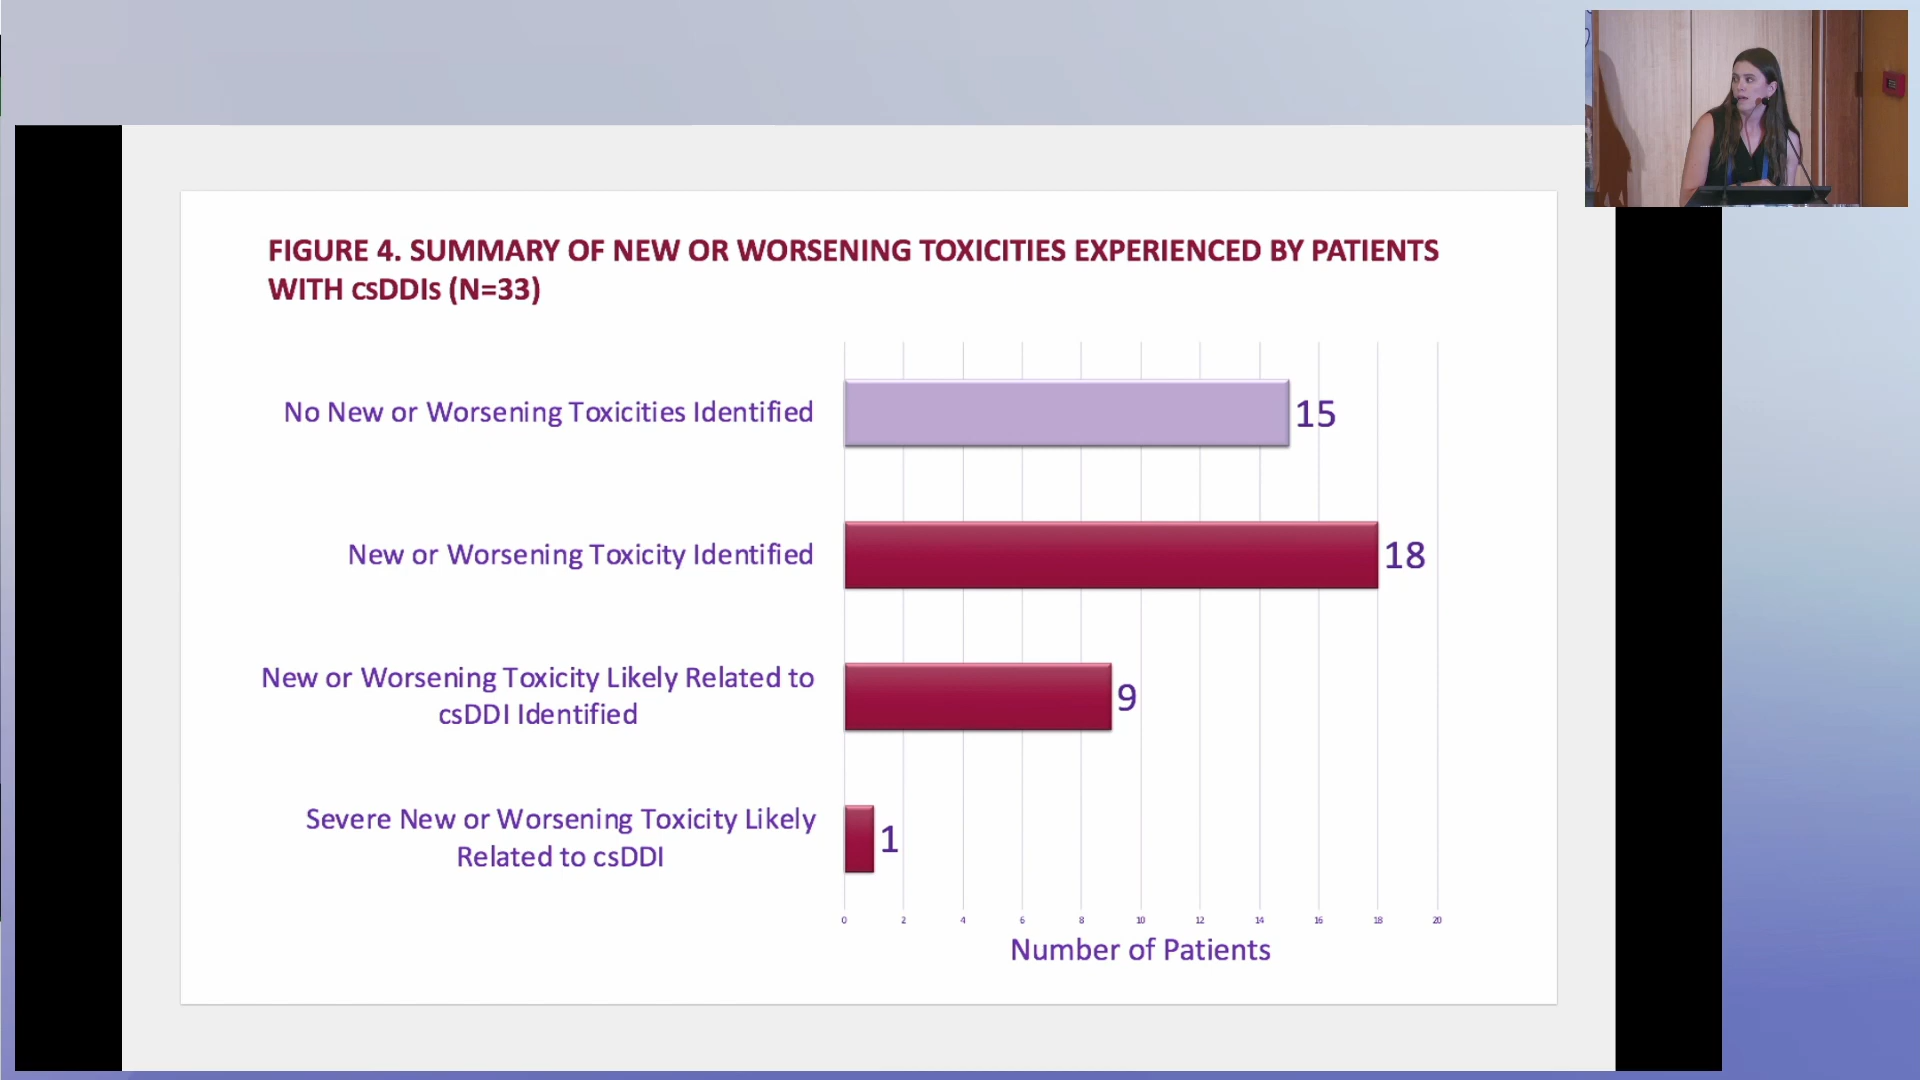 FIGURE 4. SUMMARY OF NEW OR WORSENING TOXICITIES EXPERIENCED BY PATIENTS
WITH csDDIs (N=33)
No New or Worsening Toxicities Identified
15
New or Worsening Toxicity Identified
18
New or Worsening Toxicity Likely Related to
csDDI Identified
9
Severe New or Worsening Toxicity Likely
Related to csDDI
1
0 2 4 6 8 10 12 14 16 18 20
Number of Patients